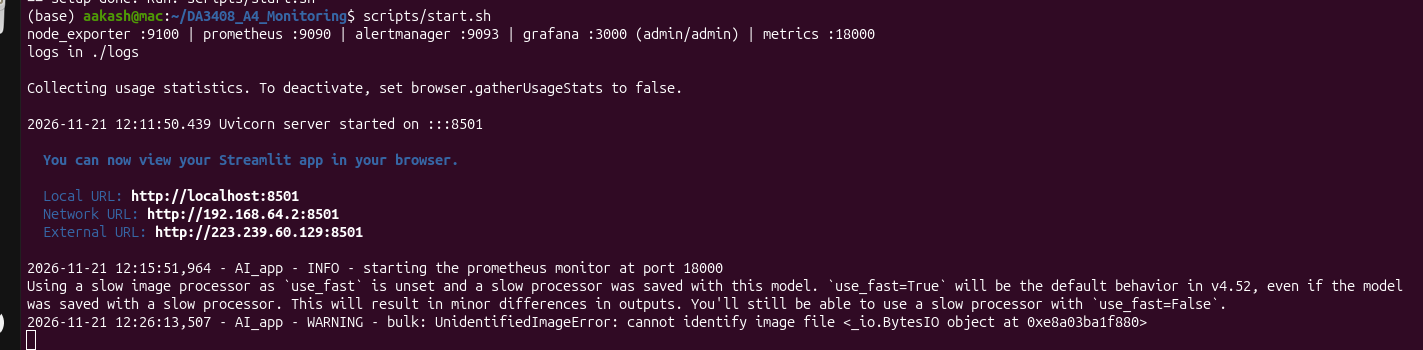 == Setup done. Run: scripts/start.sh
(base) aakash@mac:~/DA3408_A4_Monitoring$ scripts/start.sh
node_exporter :9100 | prometheus :9090 | alertmanager :9093 | grafana :3000 (admin/admin) | metrics :18000
logs in ./logs
Collecting usage statistics. To deactivate, set browser.gatherUsageStats to false.
2026-11-21 12:11:50.439 Uvicorn server started on :::8501
You can now view your Streamlit app in your browser.
Local URL: http://localhost:8501
Network URL: http://192.168.64.2:8501
External URL: http://223.239.60.129:8501
2026-11-21 12:15:51,964 - AI_app - INFO - starting the prometheus monitor at port 18000
Using a slow image processor as `use_fast` is unset and a slow processor was saved with this model. `use_fast=True` will be the default behavior in v4.52, even if the model
was saved with a slow processor. This will result in minor differences in outputs. You'll still be able to use a slow processor with `use_fast=False`.
2026-11-21 12:26:13,507 - AI_app - WARNING - bulk: UnidentifiedImageError: cannot identify image file <_io.BytesIO object at 0xe8a03ba1f880>